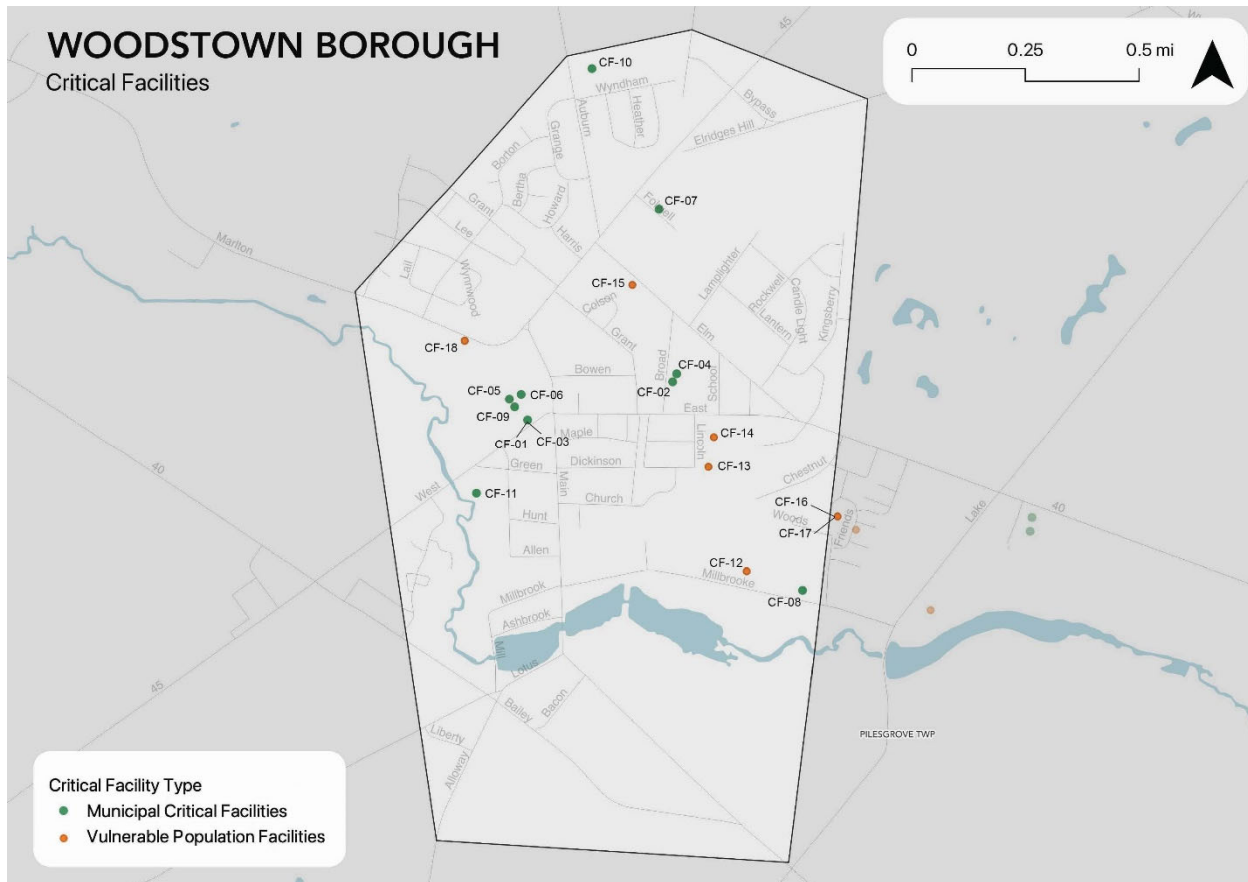 WOODSTOWN BOROUGH
Critical Facilities
0 0.25 0.5 mi
45
CF-10
Wyndham
Auburn
Heather
Grange
Bypass
Elridges Hill
Borton
Bertha
Howard
CF-07
Folwell
Grant
Lee
Harris
Marlton
Lail
Wynnwood
CF-15
Colson
Grant
Elm
Lamplighter
Rockwell
Lantern
Candle Light
Kingsberry
CF-18
Bowen
Broad
CF-04
CF-02
School
CF-05
CF-06
CF-09
East
CF-01
CF-03
Maple
Lincoln
CF-14
CF-13
Green
Dickinson
Main
Church
Chestnut
40
West
CF-11
CF-16
Woods
CF-17
Friends
Lake
40
Hunt
Allen
CF-12
Millbrooke
CF-08
Millbrook
Ashbrook
Mill
Lotus
Bailey
Bacon
45
Liberty
Alloway
PILESGROVE TWP
Critical Facility Type
Municipal Critical Facilities
Vulnerable Population Facilities